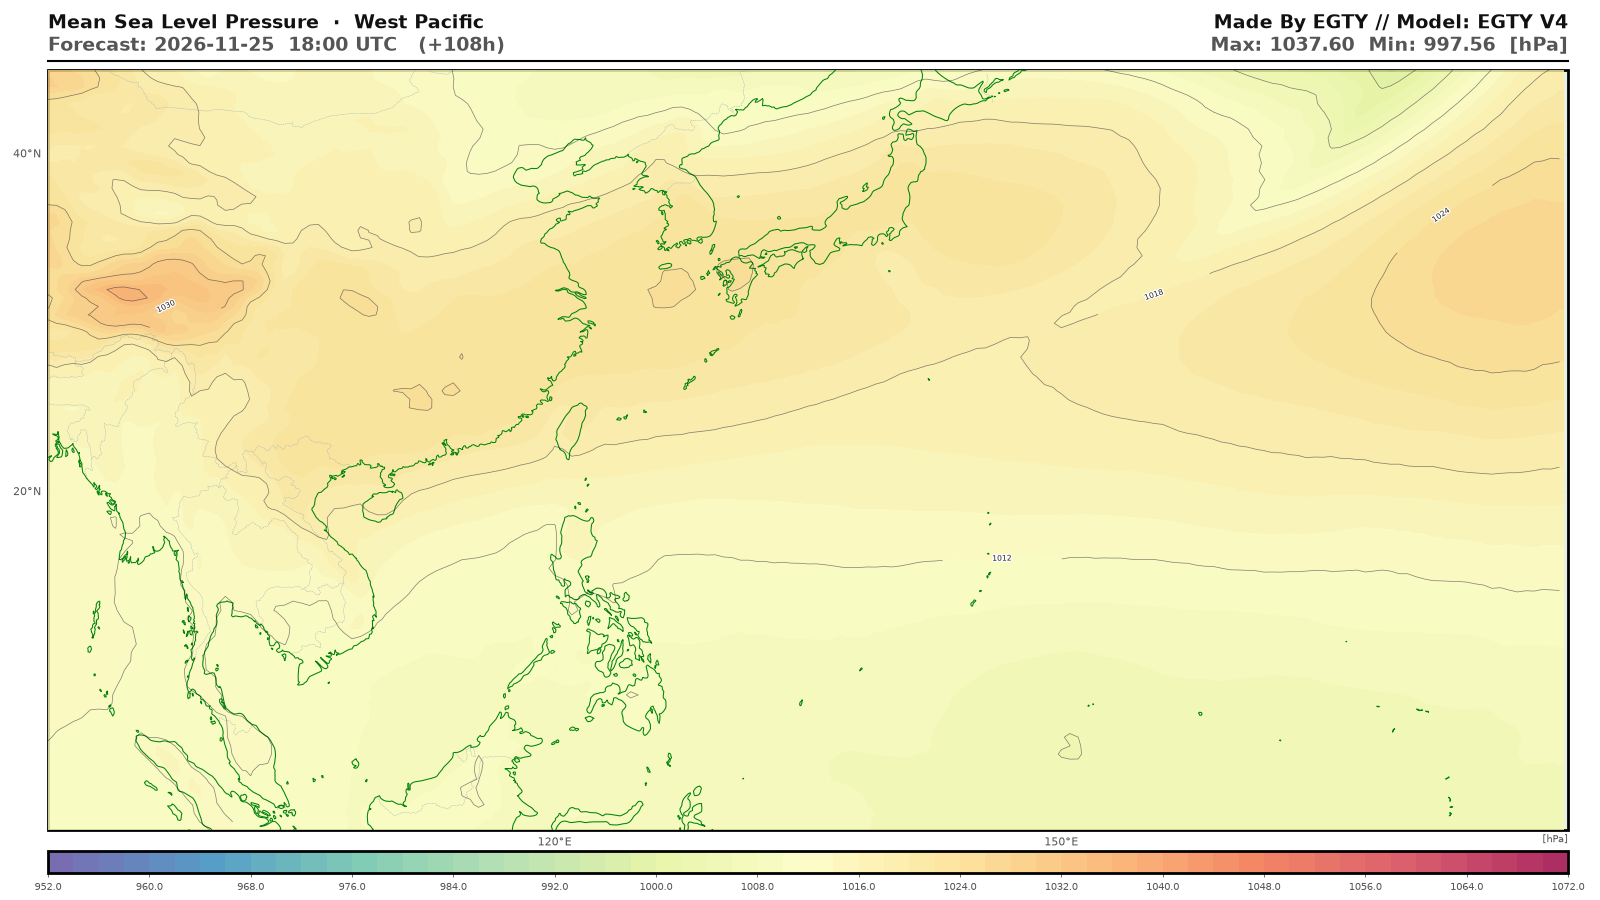 Mean Sea Level Pressure · West Pacific
Made By EGTY // Model: EGTY V4
Forecast: 2026-11-25 18:00 UTC (+108h)
Max: 1037.60 Min: 997.56 [hPa]
40°N
1024
1018
1030
20°N
1012
120°E
150°E
[hPa]
952.0
960.0
968.0
976.0
984.0
992.0
1000.0
1008.0
1016.0
1024.0
1032.0
1040.0
1048.0
1056.0
1064.0
1072.0